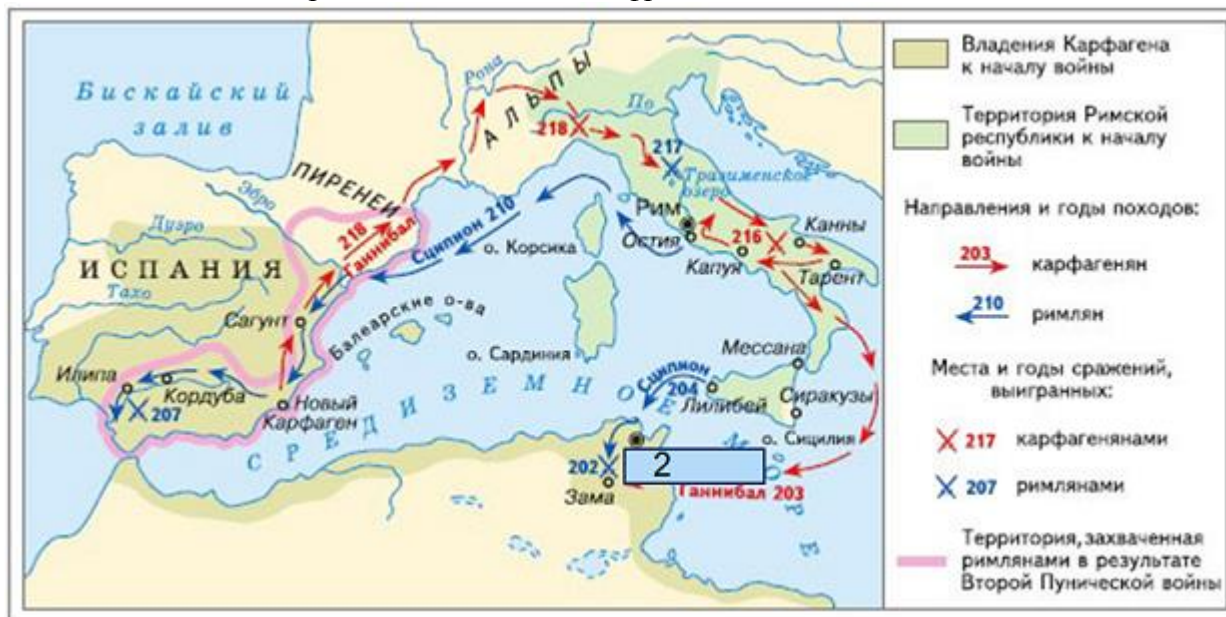 Бискайский
залив
Рона
АЛЬПЫ
По
218
217
Тразименское
озеро
ПИРЕНЕИ
Эбро
Дуэро
218
Ганнибал
Сципион 210
о. Корсика
Рим
Остия
216
Канны
Капуя
Тарент
ИСПАНИЯ
Тахо
Сагунт
Балеарские о-ва
о. Сардиния
Мессана
Илипа
Кордуба
207
Новый
Карфаген
СРЕДИЗЕМНОЕ МОРЕ
Сципион
204
Лилибей
Сиракузы
о. Сицилия
202
2
Зама
Ганнибал 203
Владения Карфагена
к началу войны
Территория Римской
республики к началу
войны
Направления и годы походов:
203 карфагенян
210 римлян
Места и годы сражений,
выигранных:
217 карфагенянами
207 римлянами
Территория, захваченная
римлянами в результате
Второй Пунической войны